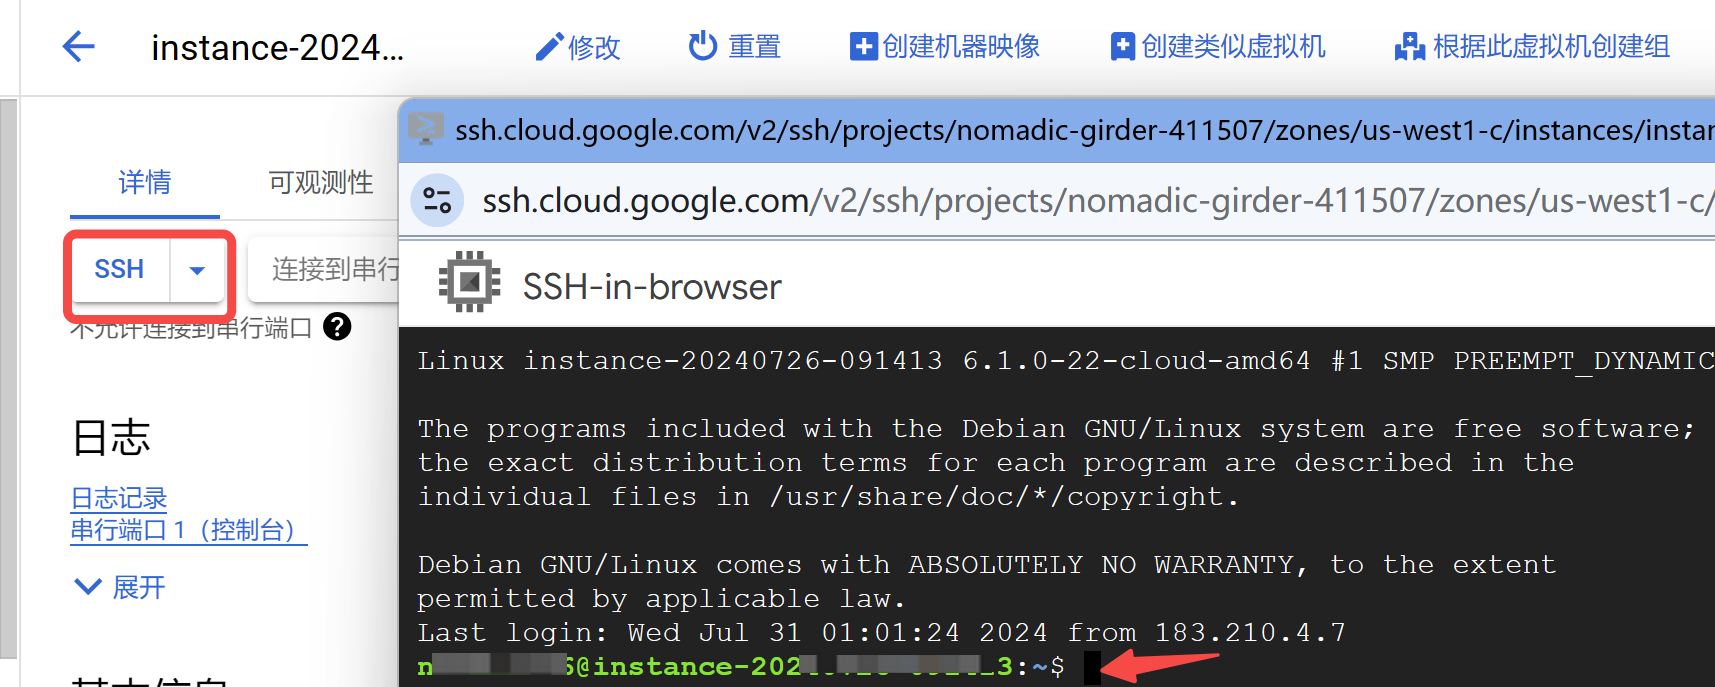 instance-2024... 修改 重置 创建机器映像 创建类似虚拟机 根据此虚拟机创建组
详情 可观测性
SSH 连接到串行
不允许连接到串行端口
日志
日志记录
串行端口 1（控制台）
展开
基本信息
ssh.cloud.google.com/v2/ssh/projects/nomadic-girder-411507/zones/us-west1-c/instances/instan
ssh.cloud.google.com/v2/ssh/projects/nomadic-girder-411507/zones/us-west1-c/
SSH-in-browser
Linux instance-20240726-091413 6.1.0-22-cloud-amd64 #1 SMP PREEMPT_DYNAMIC
The programs included with the Debian GNU/Linux system are free software;
the exact distribution terms for each program are described in the
individual files in /usr/share/doc/*/copyright.
Debian GNU/Linux comes with ABSOLUTELY NO WARRANTY, to the extent
permitted by applicable law.
Last login: Wed Jul 31 01:01:24 2024 from 183.210.4.7
@instance-202 3:~$